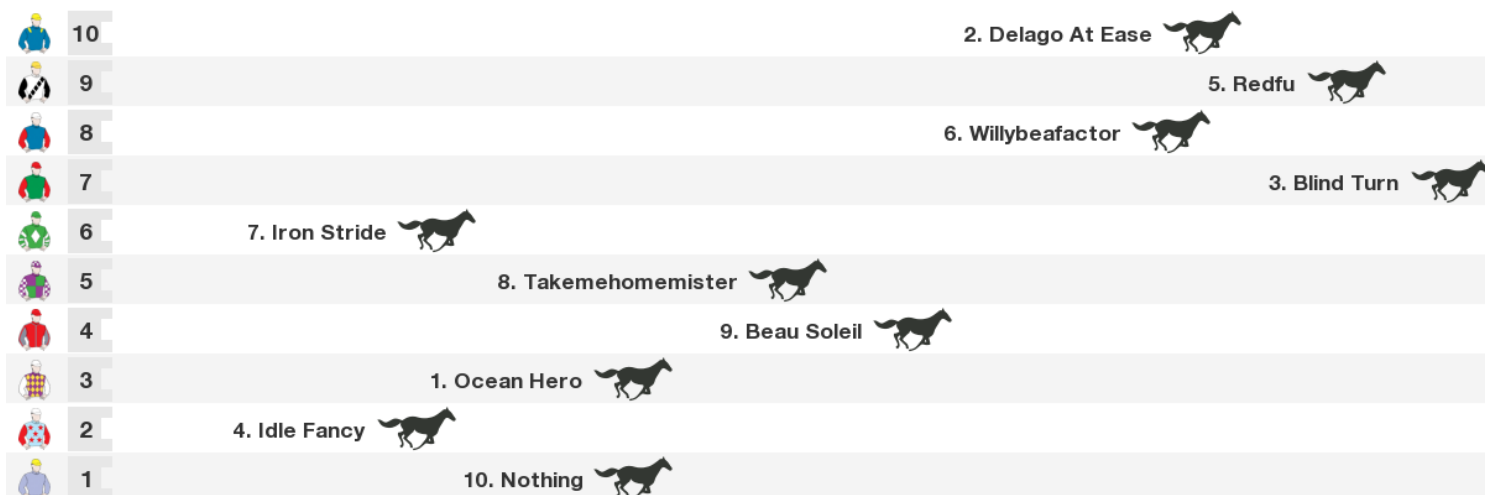 10 2. Delago At Ease
9 5. Redfu
8 6. Willybeafactor
7 3. Blind Turn
6 7. Iron Stride
5 8. Takemehomemister
4 9. Beau Soleil
3 1. Ocean Hero
2 4. Idle Fancy
1 10. Nothing